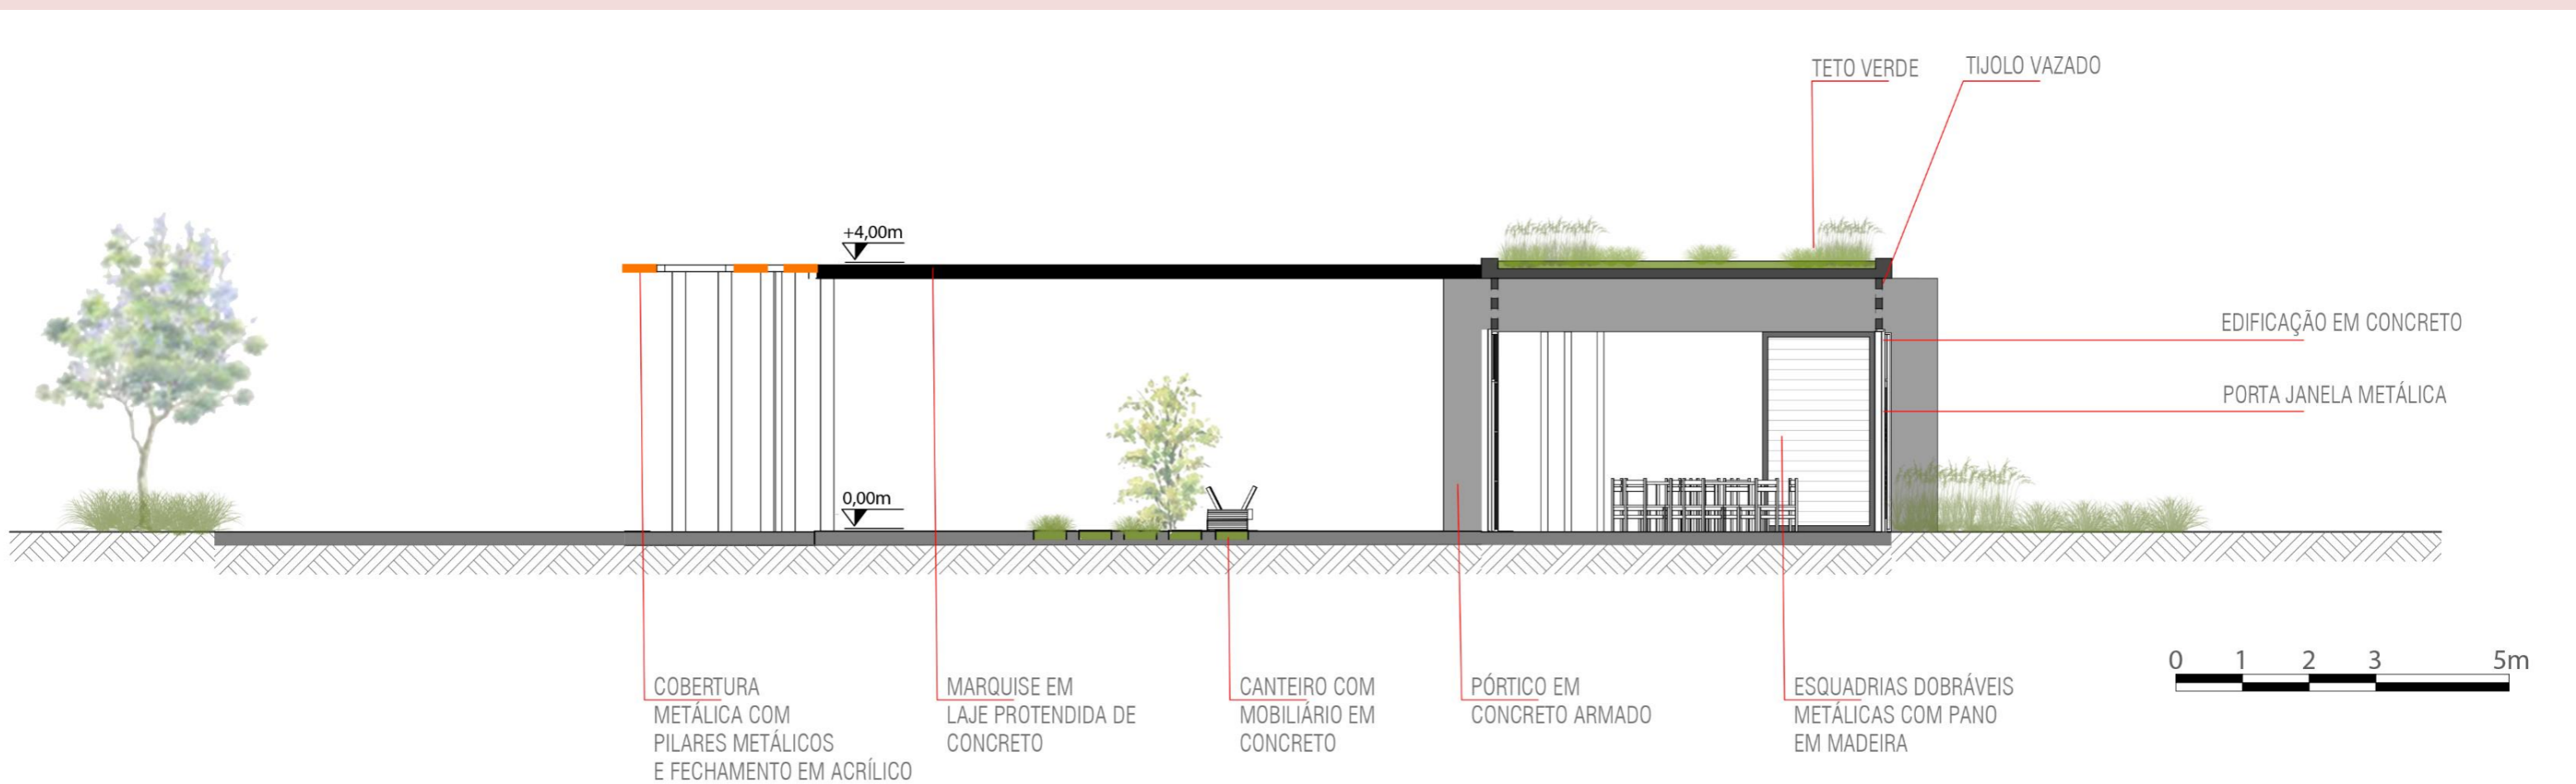 TETO VERDE
TIJOLO VAZADO
+4,00m
EDIFICAÇÃO EM CONCRETO
PORTA JANELA METÁLICA
0,00m
COBERTURA
METÁLICA COM
PILARES METÁLICOS
E FECHAMENTO EM ACRÍLICO
MARQUISE EM
LAJE PROTENDIDA DE
CONCRETO
CANTEIRO COM
MOBILIÁRIO EM
CONCRETO
PÓRTICO EM
CONCRETO ARMADO
ESQUADRIAS DOBRÁVEIS
METÁLICAS COM PANO
EM MADEIRA
0 1 2 3 5m